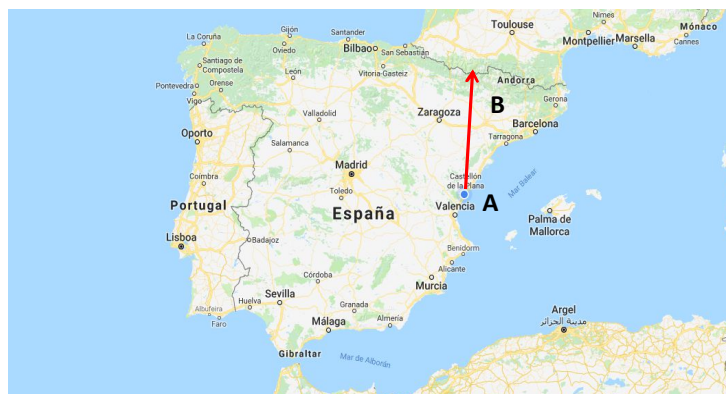 Toulouse
Nimes
Mónaco
Montpellier
Marsella
Cannes
La Coruña
Gijón
Oviedo
Santander
Bilbao
San Sebastián
Santiago de
Compostela
León
Vitoria-Gasteiz
Andorra
Pontevedra
Orense
Vigo
B
Gerona
Valladolid
Zaragoza
Barcelona
Oporto
Tarragona
Salamanca
Madrid
Castellón
de la Plana
Mar Balear
Coimbra
Toledo
A
Portugal
España
Valencia
Palma de
Mallorca
Lisboa
Badajoz
Benidorm
Alicante
Córdoba
Murcia
Albufeira
Huelva
Sevilla
Granada
Argel
مدينة الجزائر
Faro
Málaga
Almería
Gibraltar
Mar de Alborán